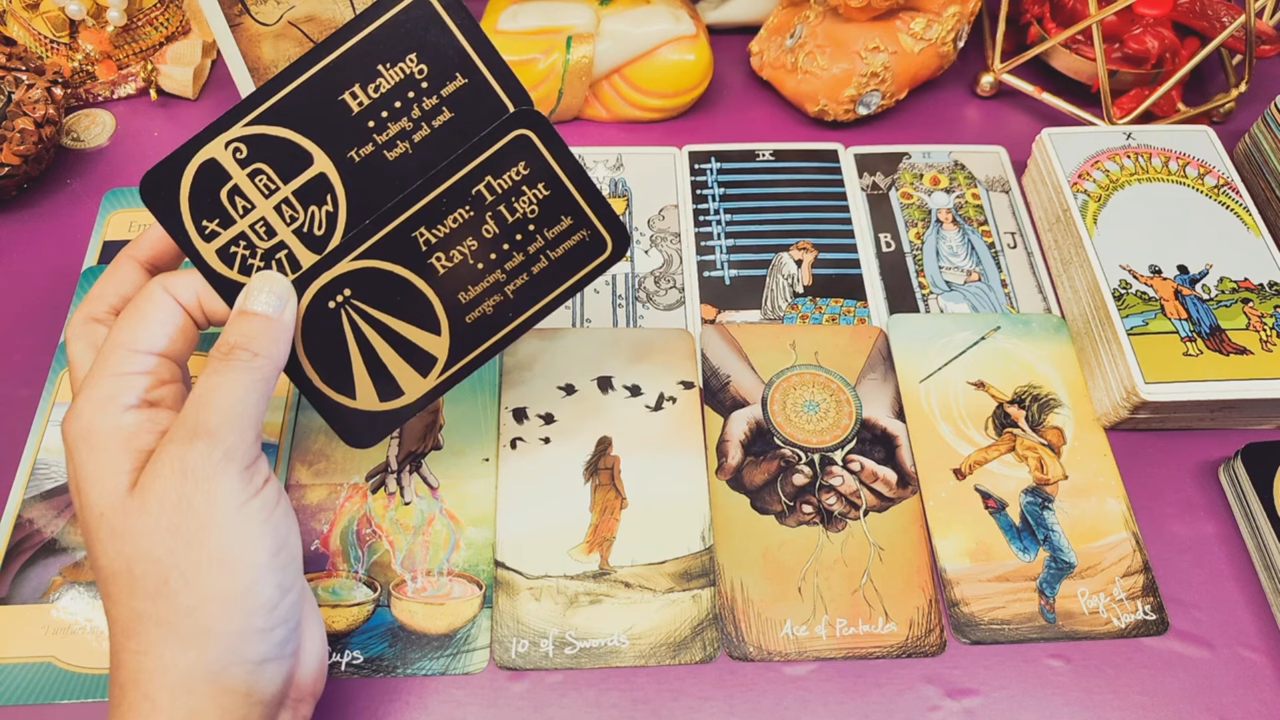 Healing
True healing of the mind,
body and soul.
Awen: Three
Rays of Light
Balancing male and female
energies; peace and harmony.
IX
II
B
J
X
10 of Swords
Ace of Pentacles
Page of
Wands